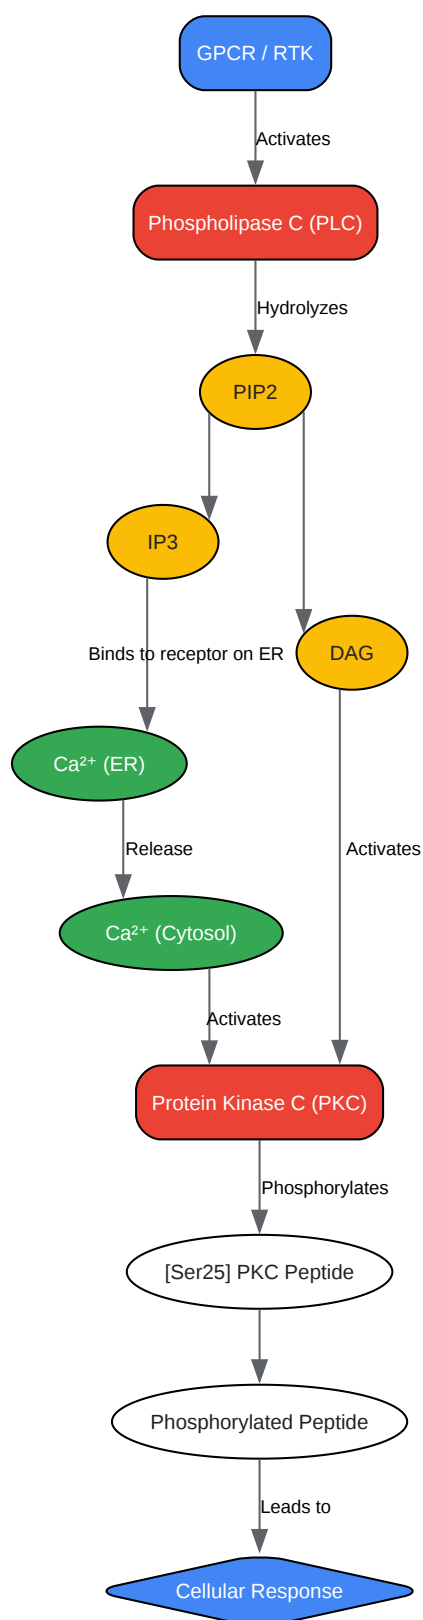 GPCR / RTK
Activates
Phospholipase C (PLC)
Hydrolyzes
PIP2
IP3
Binds to receptor on ER
DAG
Ca²⁺ (ER)
Release
Activates
Ca²⁺ (Cytosol)
Activates
Protein Kinase C (PKC)
Phosphorylates
[Ser25] PKC Peptide
Phosphorylated Peptide
Leads to
Cellular Response